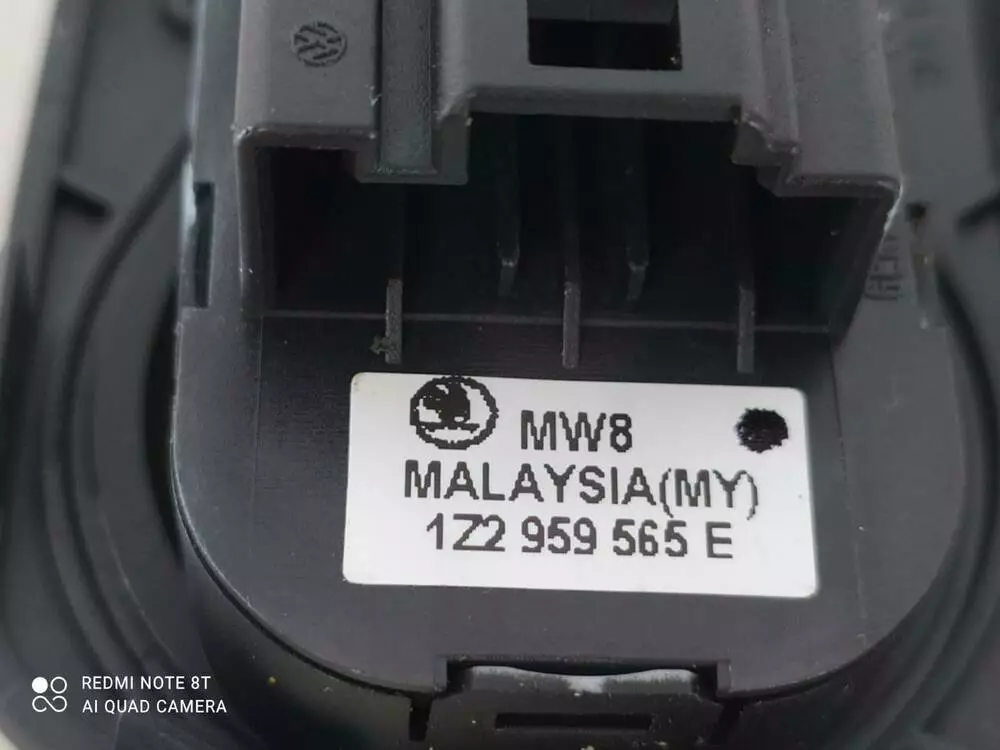 MW8
MALAYSIA(MY)
1Z2 959 565 E
REDMI NOTE 8T
AI QUAD CAMERA